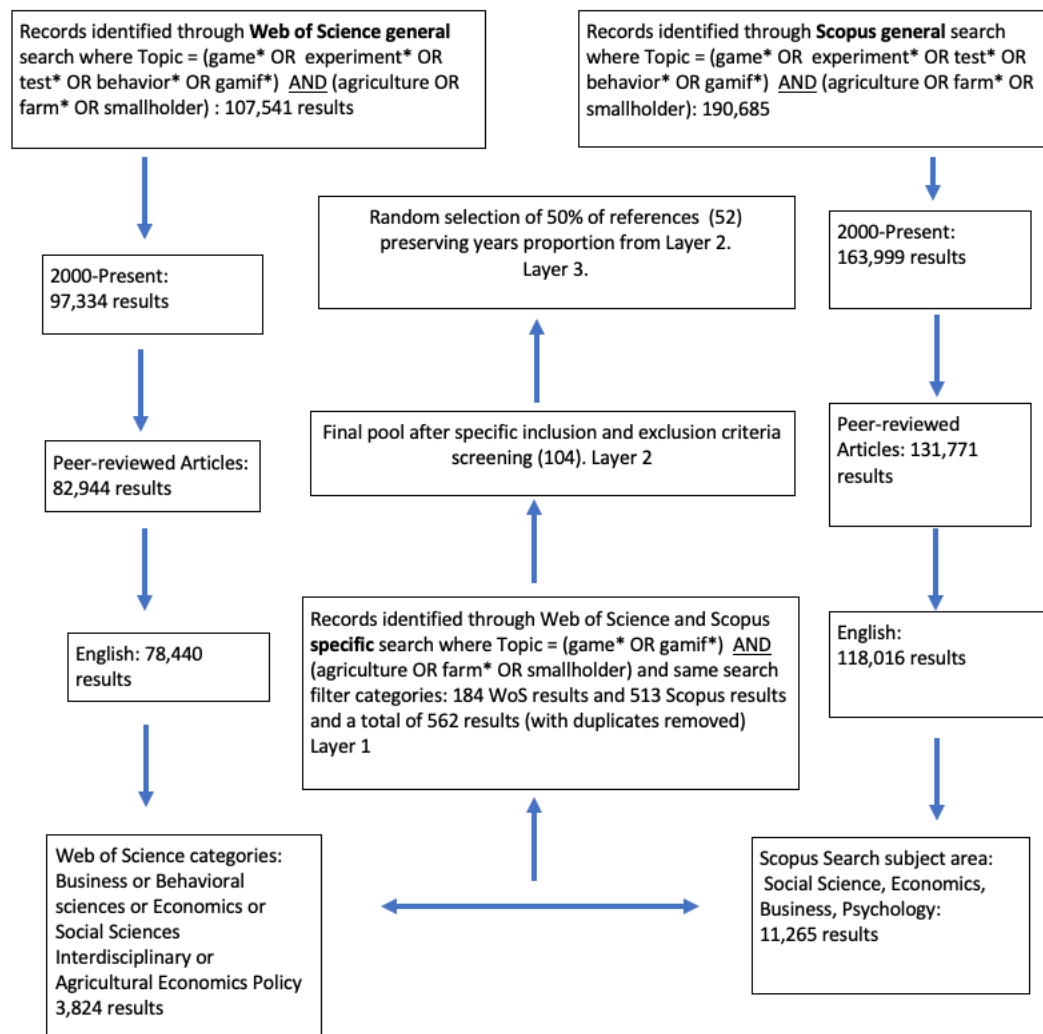 Records identified through Web of Science general
search where Topic = (game* OR experiment* OR
test* OR behavior* OR gamif*) AND (agriculture OR
farm* OR smallholder) : 107,541 results
Records identified through Scopus general search
where Topic = (game* OR experiment* OR test* OR
behavior* OR gamif*) AND (agriculture OR farm* OR
smallholder): 190,685
2000-Present:
97,334 results
Random selection of 50% of references (52)
preserving years proportion from Layer 2.
Layer 3.
2000-Present:
163,999 results
Peer-reviewed Articles:
82,944 results
Final pool after specific inclusion and exclusion criteria
screening (104). Layer 2
Peer-reviewed
Articles: 131,771
results
English: 78,440
results
Records identified through Web of Science and Scopus
specific search where Topic = (game* OR gamif*) AND
(agriculture OR farm* OR smallholder) and same search
filter categories: 184 WoS results and 513 Scopus results
and a total of 562 results (with duplicates removed)
Layer 1
English:
118,016 results
Web of Science categories:
Business or Behavioral
sciences or Economics or
Social Sciences
Interdisciplinary or
Agricultural Economics Policy
3,824 results
Scopus Search subject area:
Social Science, Economics,
Business, Psychology:
11,265 results